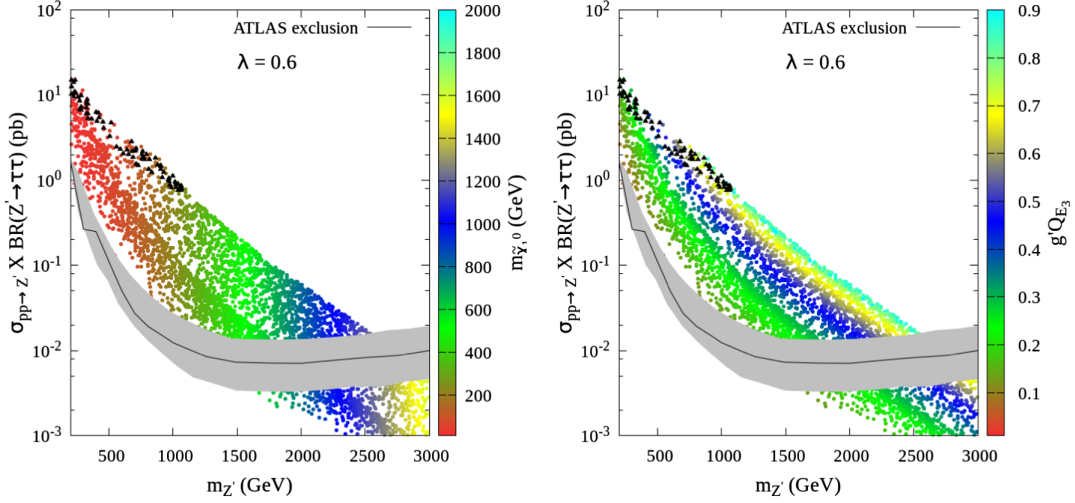 ATLAS exclusion
λ = 0.6
σpp→ Z' X BR(Z'→ττ) (pb)
10² 10¹ 10⁰ 10⁻¹ 10⁻² 10⁻³
500 1000 1500 2000 2500 3000
mZ' (GeV)
2000 1800 1600 1400 1200 1000 800 600 400 200
mχ̃₁⁰ (GeV)
ATLAS exclusion
λ = 0.6
σpp→ Z' X BR(Z'→ττ) (pb)
10² 10¹ 10⁰ 10⁻¹ 10⁻² 10⁻³
500 1000 1500 2000 2500 3000
mZ' (GeV)
0.9 0.8 0.7 0.6 0.5 0.4 0.3 0.2 0.1
g'QE₃